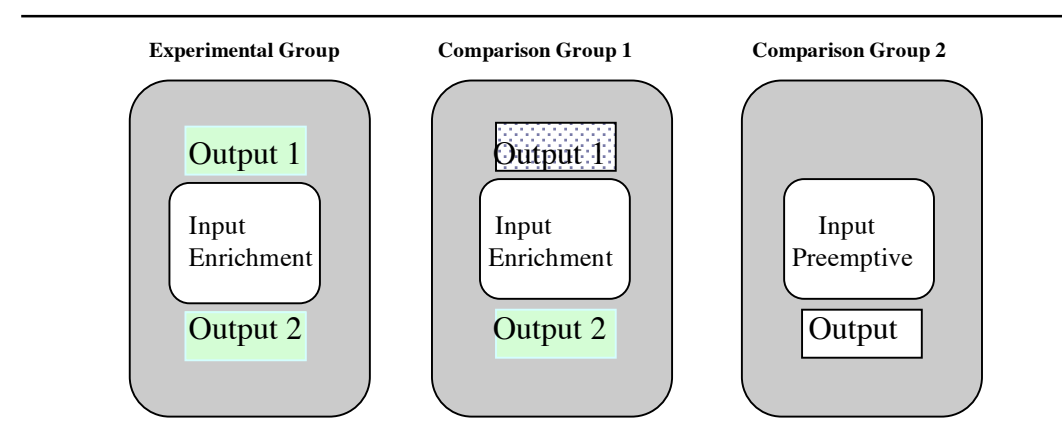 Experimental Group
Comparison Group 1
Comparison Group 2
Output 1
Input
Enrichment
Output 2
Output 1
Input
Enrichment
Output 2
Input
Preemptive
Output